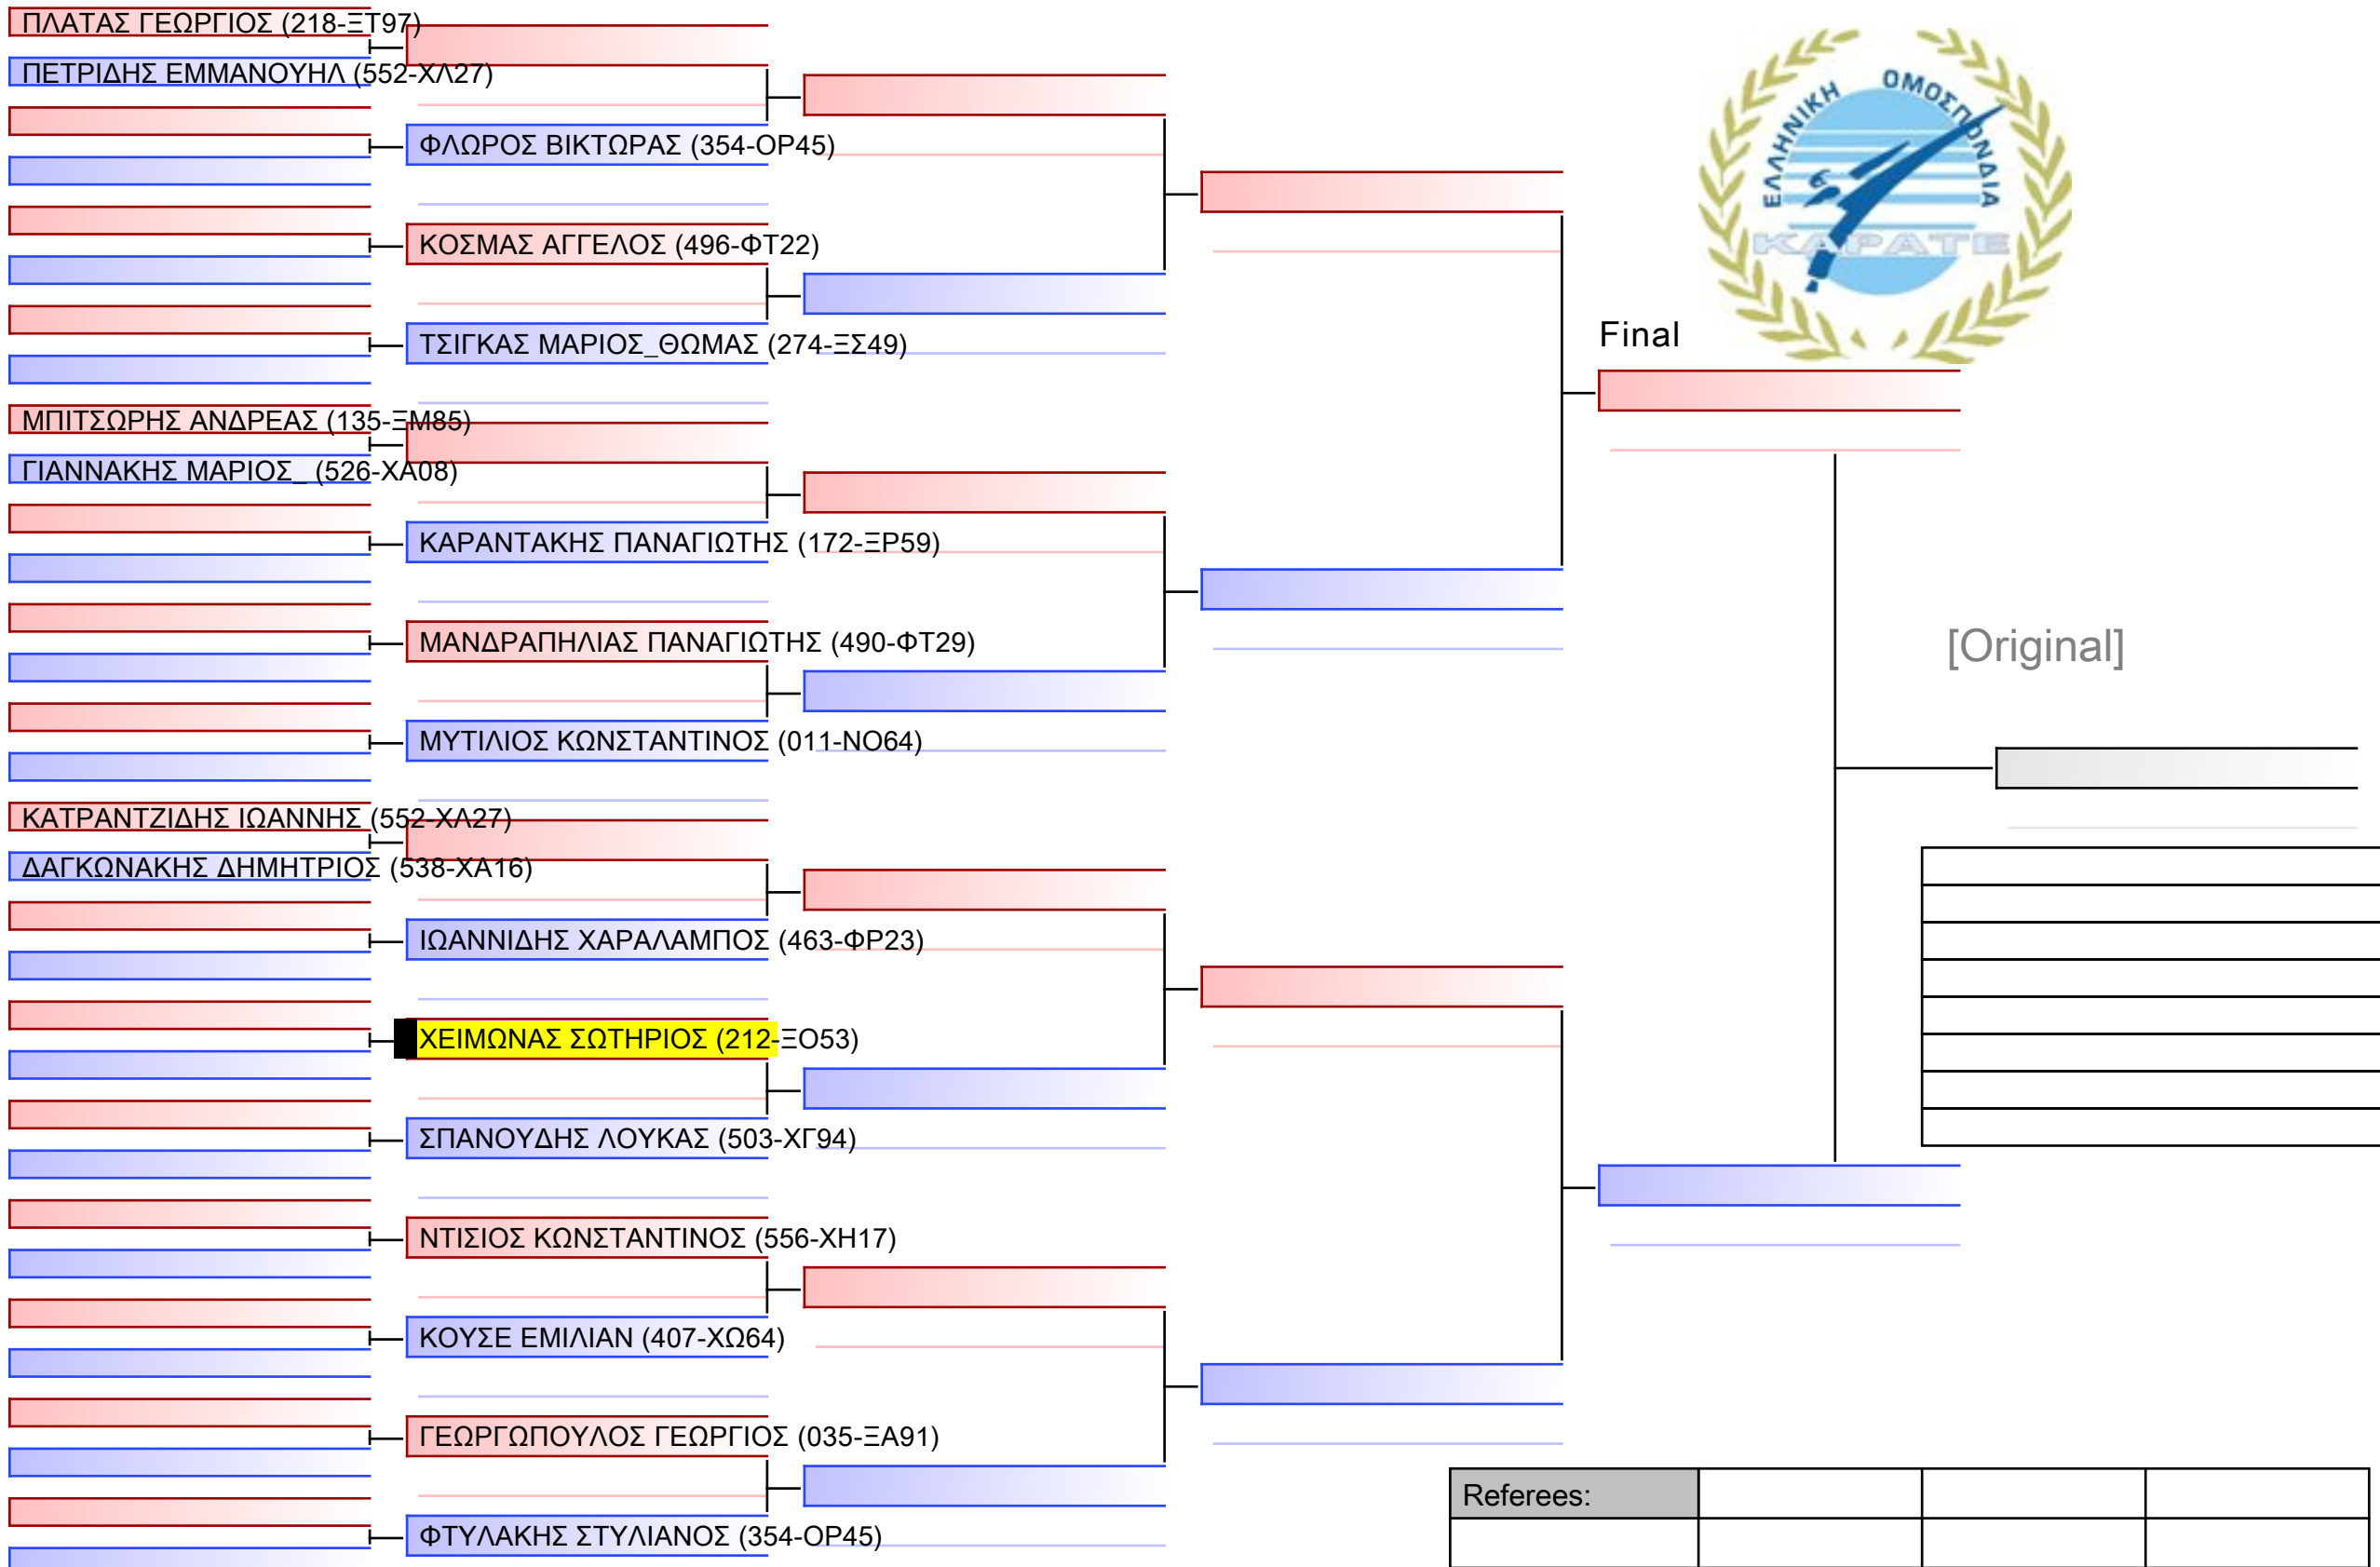 ΠΛΑΤΑΣ ΓΕΩΡΓΙΟΣ (218-ΞΤ97)
ΠΕΤΡΙΔΗΣ ΕΜΜΑΝΟΥΗΛ (552-ΧΛ27)
ΦΛΩΡΟΣ ΒΙΚΤΩΡΑΣ (354-ΟΡ45)
ΚΟΣΜΑΣ ΑΓΓΕΛΟΣ (496-ΦΤ22)
ΤΣΙΓΚΑΣ ΜΑΡΙΟΣ_ΘΩΜΑΣ (274-ΞΣ49)
ΜΠΙΤΣΩΡΗΣ ΑΝΔΡΕΑΣ (135-ΞΜ85)
ΓΙΑΝΝΑΚΗΣ ΜΑΡΙΟΣ_ (526-ΧΑ08)
ΚΑΡΑΝΤΑΚΗΣ ΠΑΝΑΓΙΩΤΗΣ (172-ΞΡ59)
ΜΑΝΔΡΑΠΗΛΙΑΣ ΠΑΝΑΓΙΩΤΗΣ (490-ΦΤ29)
ΜΥΤΙΛΙΟΣ ΚΩΝΣΤΑΝΤΙΝΟΣ (011-ΝΟ64)
ΚΑΤΡΑΝΤΖΙΔΗΣ ΙΩΑΝΝΗΣ (552-ΧΛ27)
ΔΑΓΚΩΝΑΚΗΣ ΔΗΜΗΤΡΙΟΣ (538-ΧΑ16)
ΙΩΑΝΝΙΔΗΣ ΧΑΡΑΛΑΜΠΟΣ (463-ΦΡ23)
ΧΕΙΜΩΝΑΣ ΣΩΤΗΡΙΟΣ (212-ΞΟ53)
ΣΠΑΝΟΥΔΗΣ ΛΟΥΚΑΣ (503-ΧΓ94)
ΝΤΙΣΙΟΣ ΚΩΝΣΤΑΝΤΙΝΟΣ (556-ΧΗ17)
ΚΟΥΣΕ ΕΜΙΛΙΑΝ (407-ΧΩ64)
ΓΕΩΡΓΩΠΟΥΛΟΣ ΓΕΩΡΓΙΟΣ (035-ΞΑ91)
ΦΤΥΛΑΚΗΣ ΣΤΥΛΙΑΝΟΣ (354-ΟΡ45)
ΕΛΛΗΝΙΚΗ ΟΜΟΣΠΟΝΔΙΑ
ΚΑΡΑΤΕ
Final
[Original]
Referees: